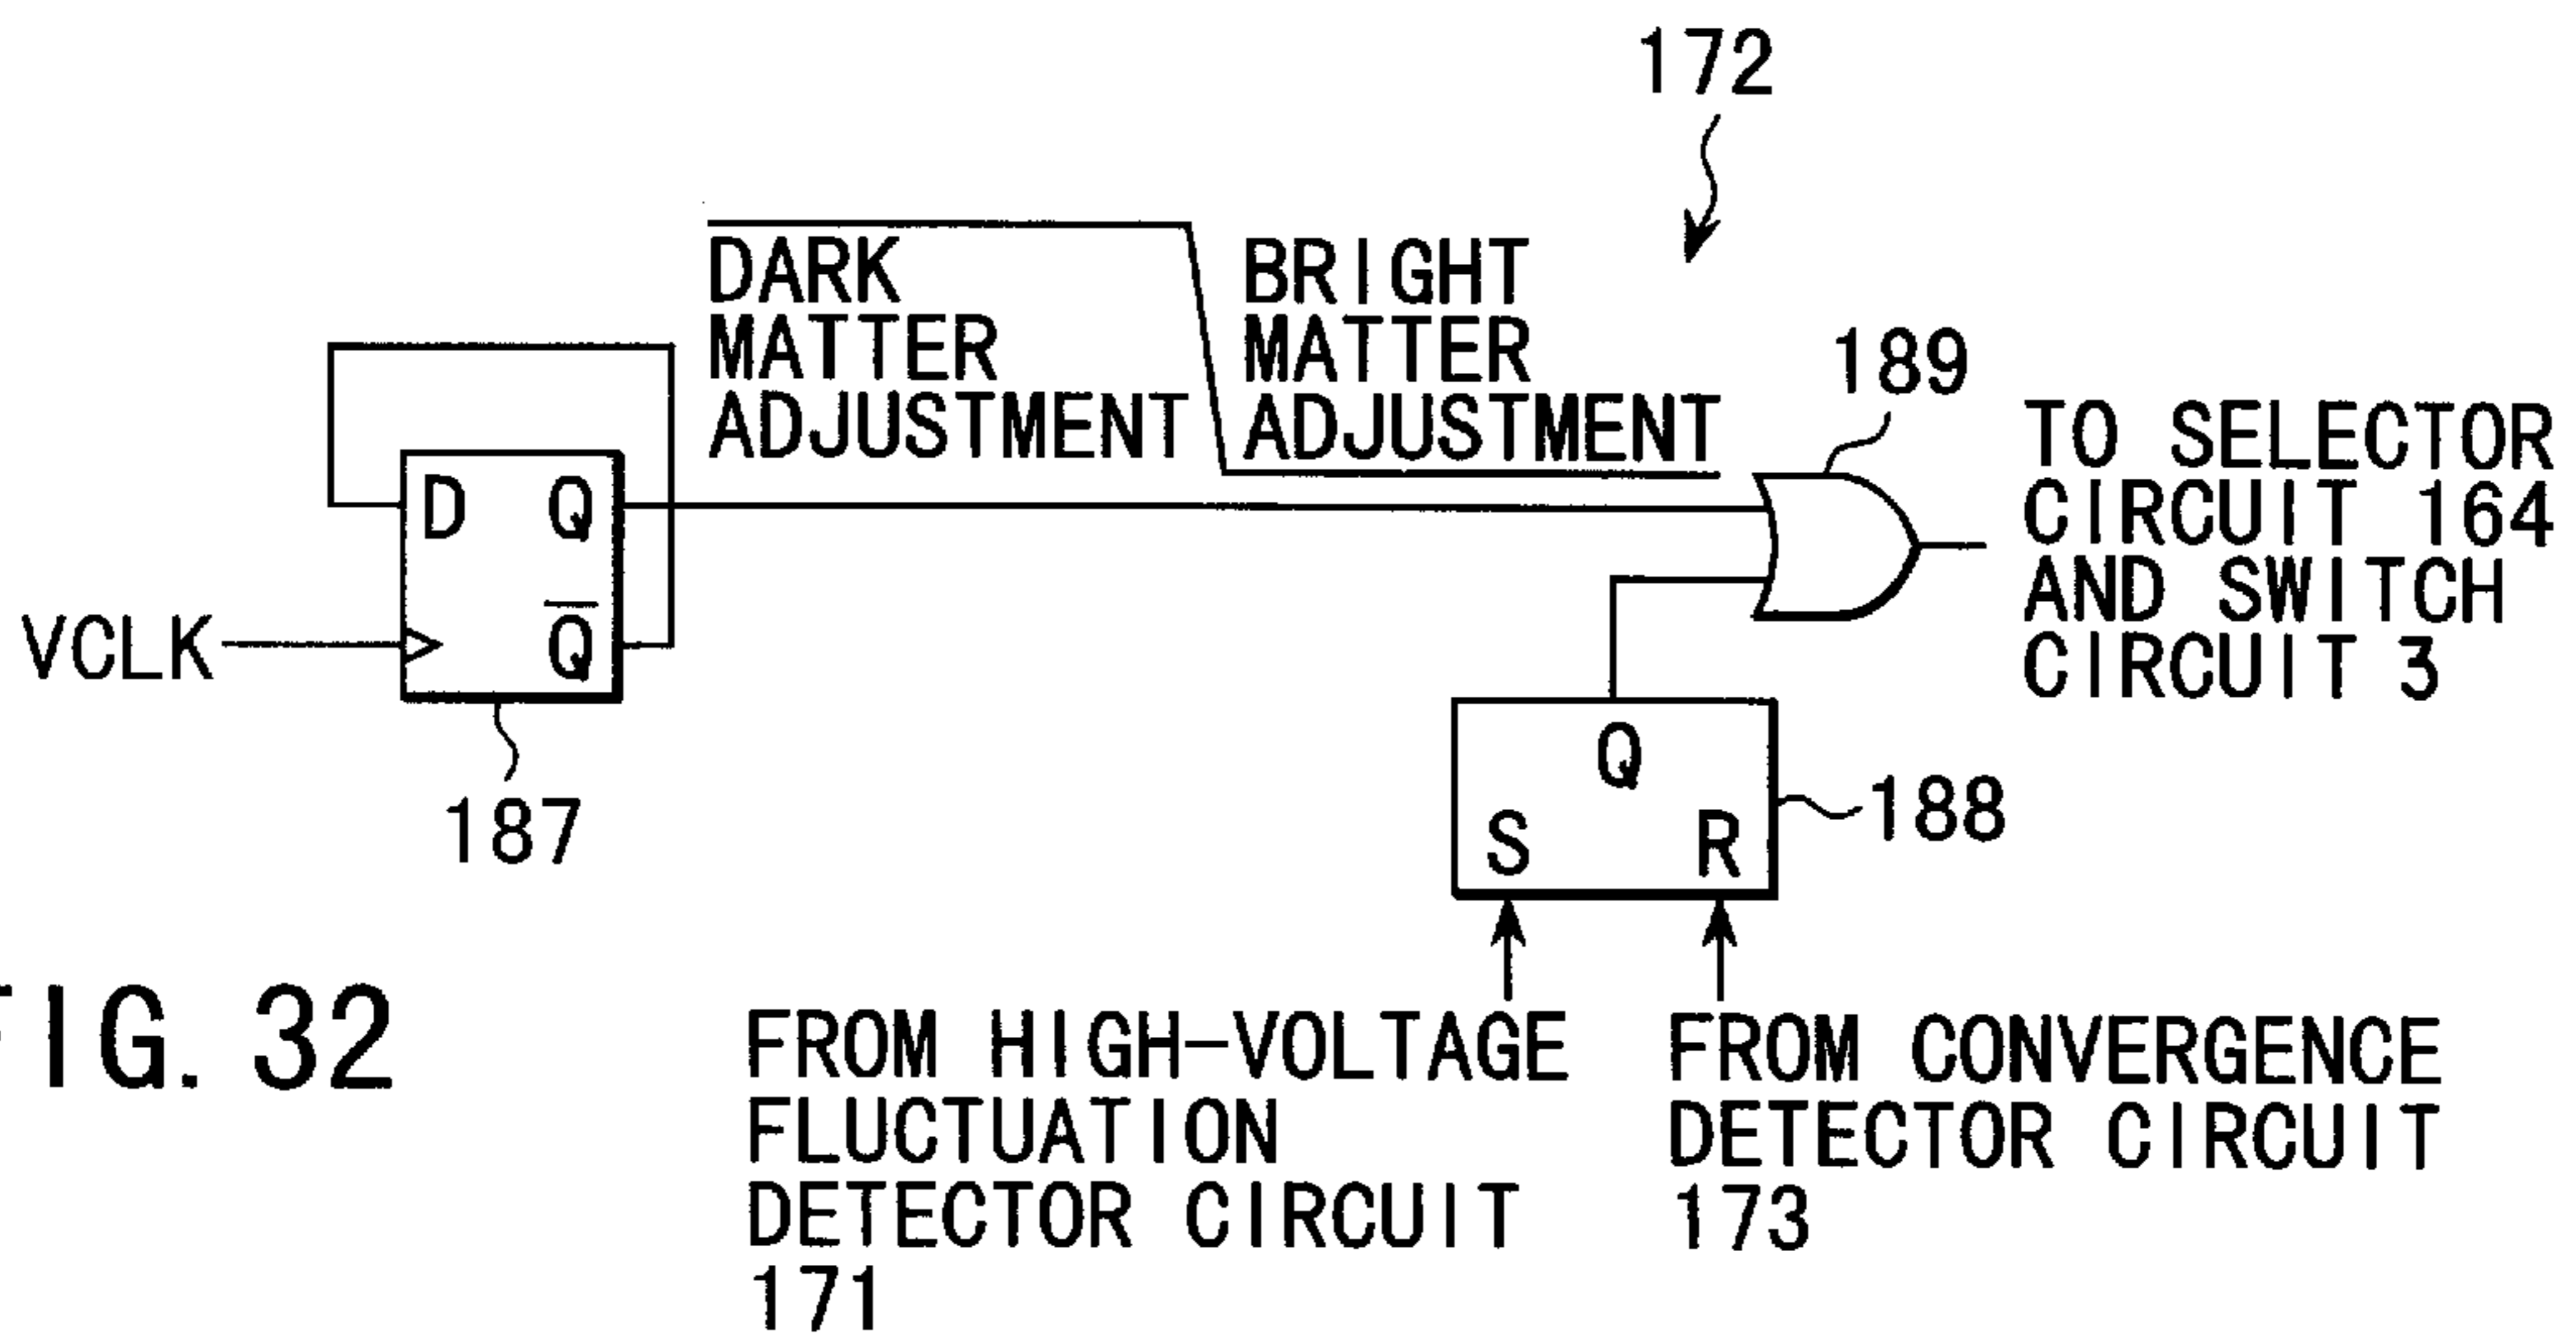 172
DARK
MATTER
ADJUSTMENT
BRIGHT
MATTER
ADJUSTMENT
189
TO SELECTOR
CIRCUIT 164
AND SWITCH
CIRCUIT 3
D Q
VCLK
Q̅
187
Q
S R
188
FROM HIGH-VOLTAGE
FLUCTUATION
DETECTOR CIRCUIT
171
FROM CONVERGENCE
DETECTOR CIRCUIT
173
FIG. 32